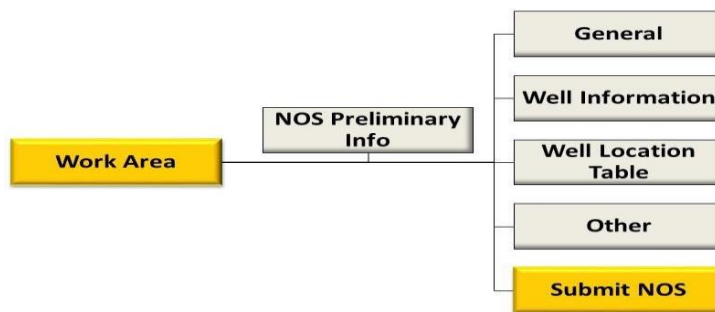 General
Well Information
NOS Preliminary
Info
Work Area
Well Location
Table
Other
Submit NOS